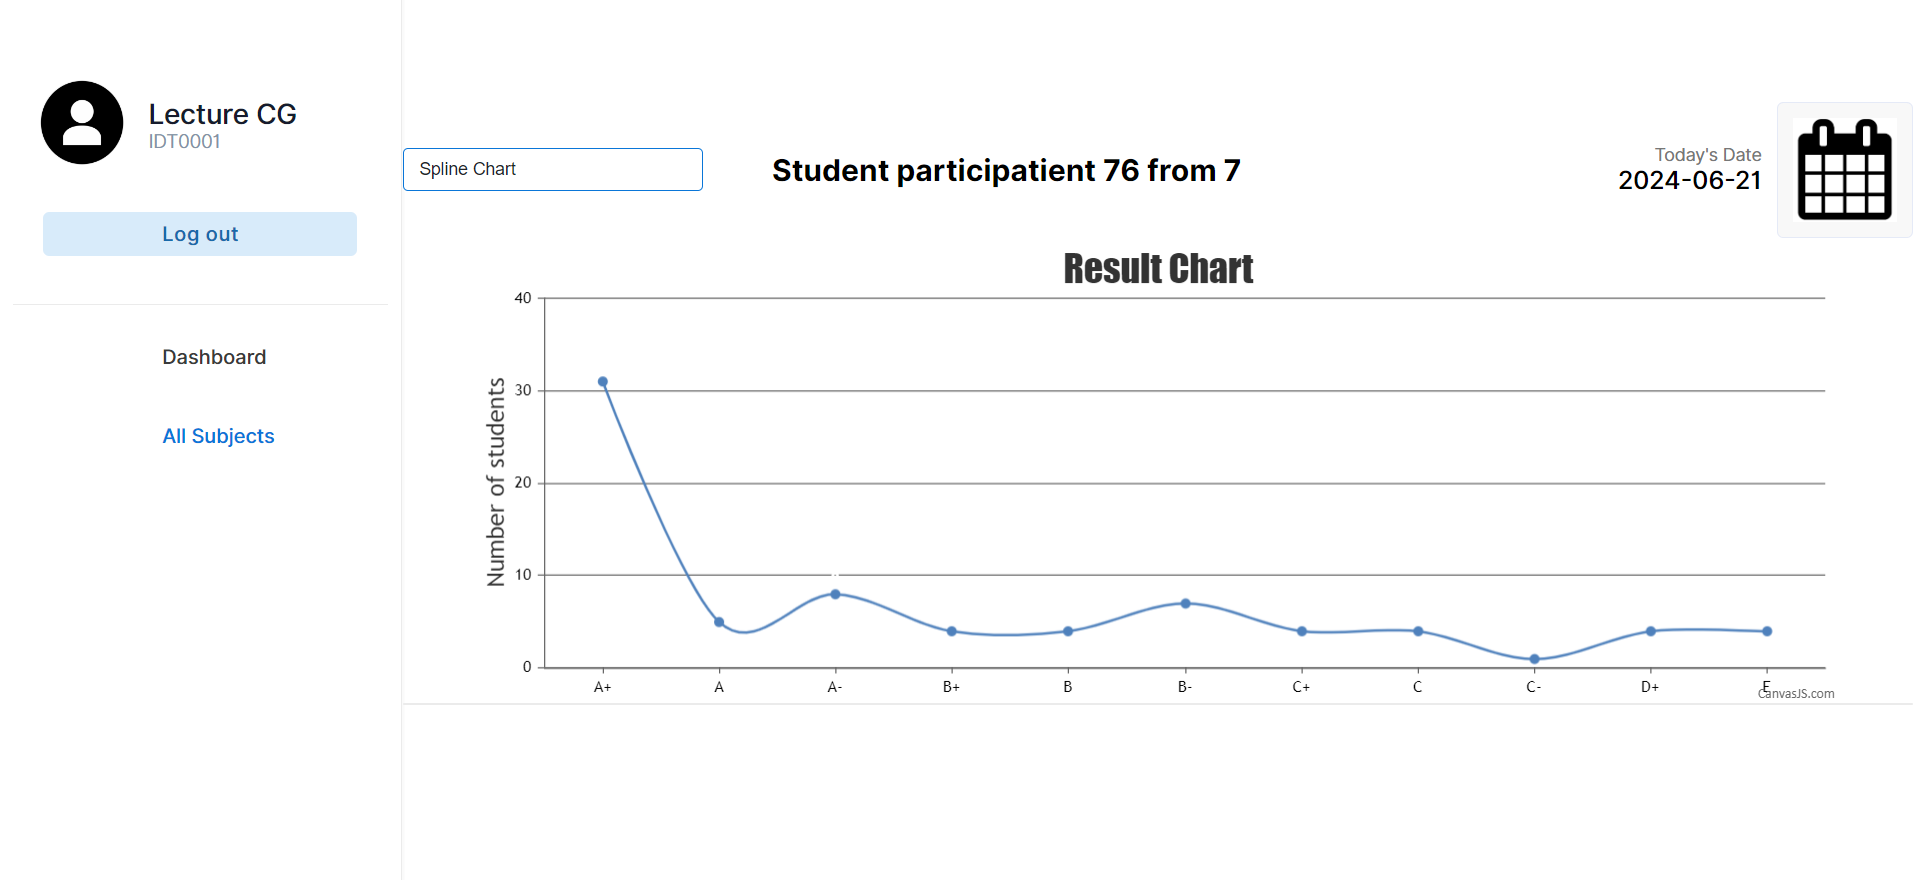 Lecture CG
IDT0001
Log out
Dashboard
All Subjects
Spline Chart
Student participatient 76 from 7
Today's Date
2024-06-21
Result Chart
Number of students
40
30
20
10
0
A+ A A- B+ B B- C+ C C- D+ E
CanvasJS.com